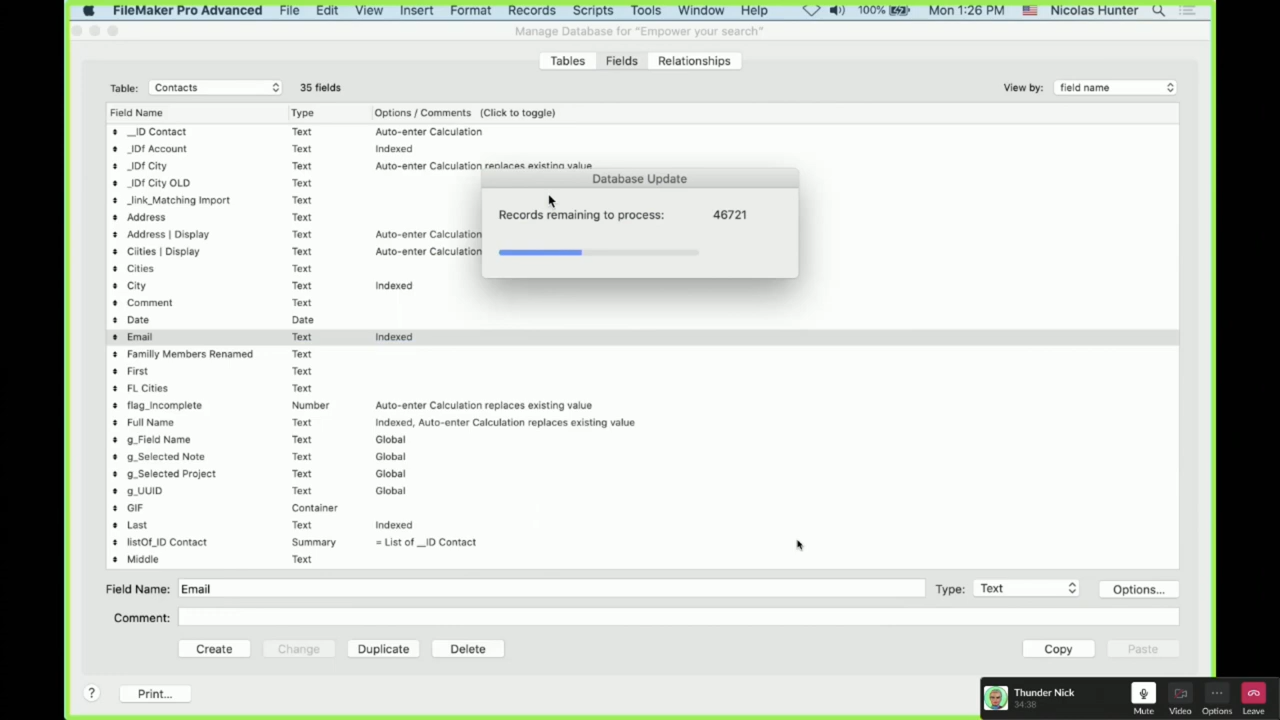 FileMaker Pro Advanced File Edit View Insert Format Records Scripts Tools Window Help 100% Mon 1:26 PM Nicolas Hunter
Manage Database for "Empower your search"
Tables Fields Relationships
Table: Contacts 35 fields View by: field name
Field Name Type Options / Comments (Click to toggle)
__ID Contact Text Auto-enter Calculation
_IDf Account Text Indexed
_IDf City Text Auto-enter Calculation replaces existing value
_IDf City OLD Text
Database Update
_link_Matching Import Text
Records remaining to process: 46721
Address Text
Address | Display Text Auto-enter Calculation
Ciities | Display Text Auto-enter Calculation
Cities Text
City Text Indexed
Comment Text
Date Date
Email Text Indexed
Familly Members Renamed Text
First Text
FL Cities Text
flag_Incomplete Number Auto-enter Calculation replaces existing value
Full Name Text Indexed, Auto-enter Calculation replaces existing value
g_Field Name Text Global
g_Selected Note Text Global
g_Selected Project Text Global
g_UUID Text Global
GIF Container
Last Text Indexed
listOf_ID Contact Summary = List of __ID Contact
Middle Text
Field Name: Email Type: Text Options...
Comment:
Create Change Duplicate Delete Copy Paste
? Print...
Thunder Nick
34:38
Mute Video Options Leave